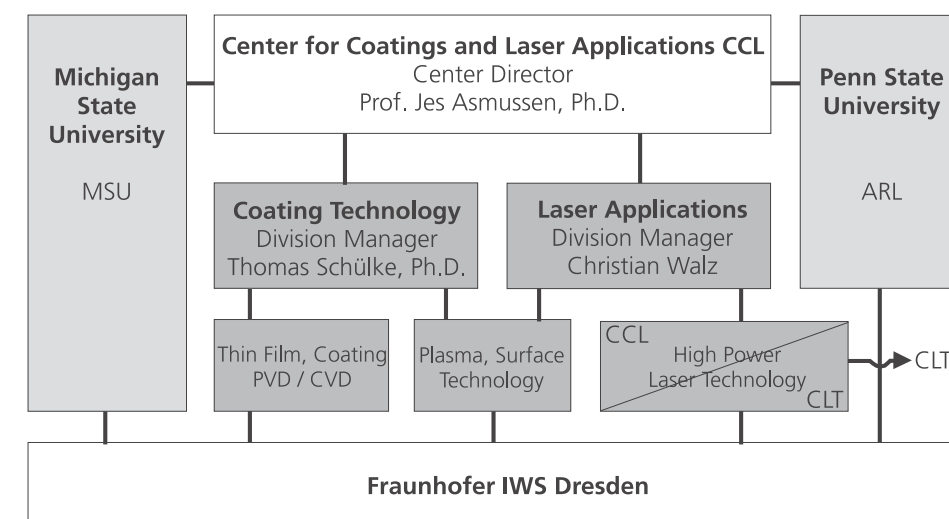 Michigan
State
University
MSU
Center for Coatings and Laser Applications CCL
Center Director
Prof. Jes Asmussen, Ph.D.
Penn State
University
ARL
Coating Technology
Division Manager
Thomas Schülke, Ph.D.
Laser Applications
Division Manager
Christian Walz
Thin Film, Coating
PVD / CVD
Plasma, Surface
Technology
CCL
High Power
Laser Technology
CLT
CLT
Fraunhofer IWS Dresden